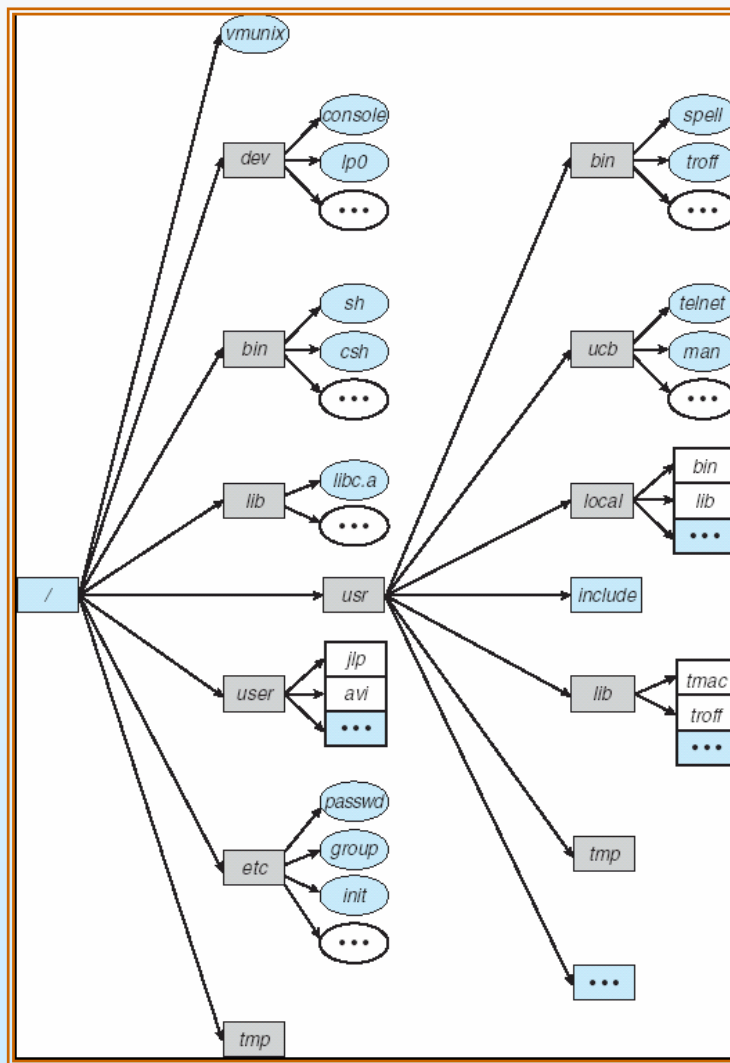 vmunix
dev
console
lp0
•••
bin
sh
csh
•••
lib
libc.a
•••
/
usr
user
jlp
avi
•••
etc
passwd
group
init
•••
tmp
bin
spell
troff
•••
ucb
telnet
man
•••
local
bin
lib
•••
include
lib
tmac
troff
•••
tmp
•••